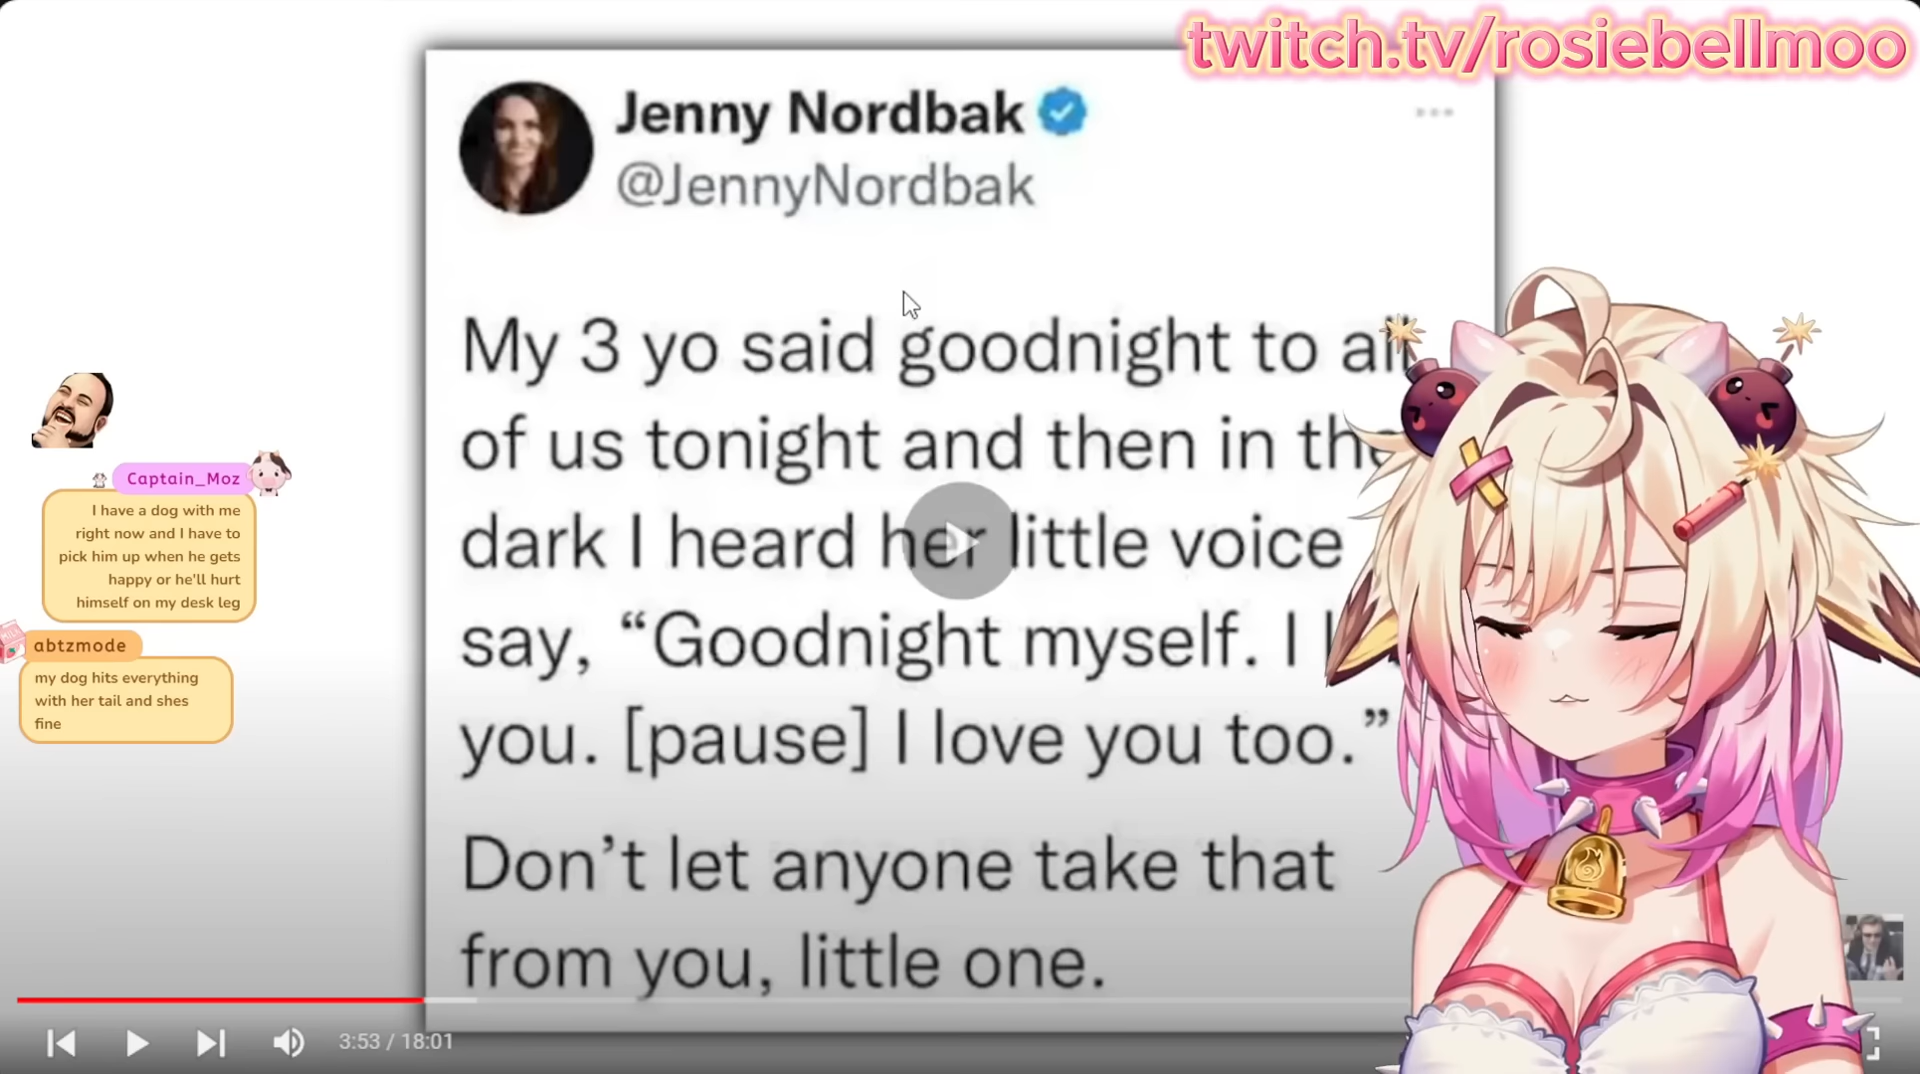 twitch.tv/rosiebellmoo
Jenny Nordbak
@JennyNordbak
My 3 yo said goodnight to all
of us tonight and then in the
dark I heard her little voice
say, “Goodnight myself. I
you. [pause] I love you too.”
Don’t let anyone take that
from you, little one.
Captain_Moz
I have a dog with me
right now and I have to
pick him up when he gets
happy or he'll hurt
himself on my desk leg
abtzmode
my dog hits everything
with her tail and shes
fine
3:53 / 18:01